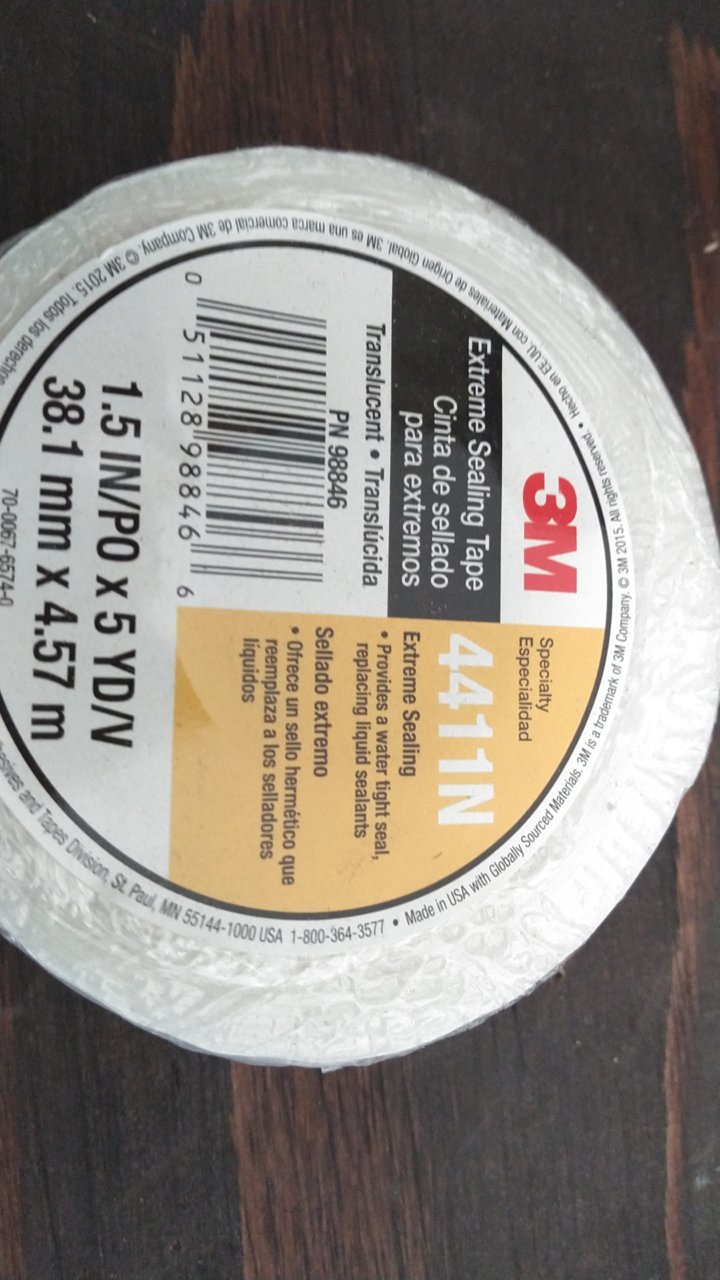 3M
Specialty
Especialidad
Extreme Sealing Tape
Cinta de sellado
para extremos
4411N
Translucent • Translúcida
PN 98846
0 51128 98846 6
Extreme Sealing
• Provides a water tight seal,
replacing liquid sealants
Sellado extremo
• Ofrece un sello hermético que
reemplaza a los selladores
líquidos
1.5 IN/PO x 5 YD/V
38.1 mm x 4.57 m
70-0067-6574-0
and Tapes Division, St. Paul, MN 55144-1000 USA 1-800-364-3577 • Made in USA with Globally Sourced Materials. 3M is a trademark of 3M Company. © 3M 2015. All rights reserved. • Hecho en EE.UU. con Materiales de Origen Global. 3M es una marca comercial de 3M Company. © 3M 2015. Todos los derechos